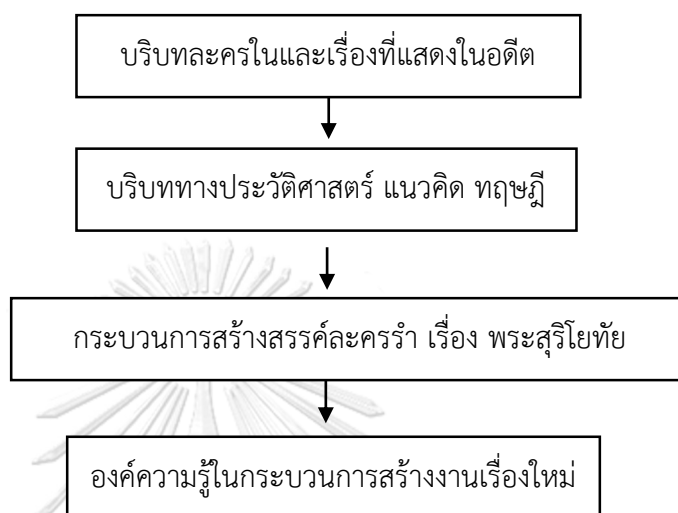 บริบทละครในและเรื่องที่แสดงในอดีต
บริบททางประวัติศาสตร์ แนวคิด ทฤษฎี
กระบวนการสร้างสรรค์ละครรำ เรื่อง พระสุริโยทัย
องค์ความรู้ในกระบวนการสร้างงานเรื่องใหม่